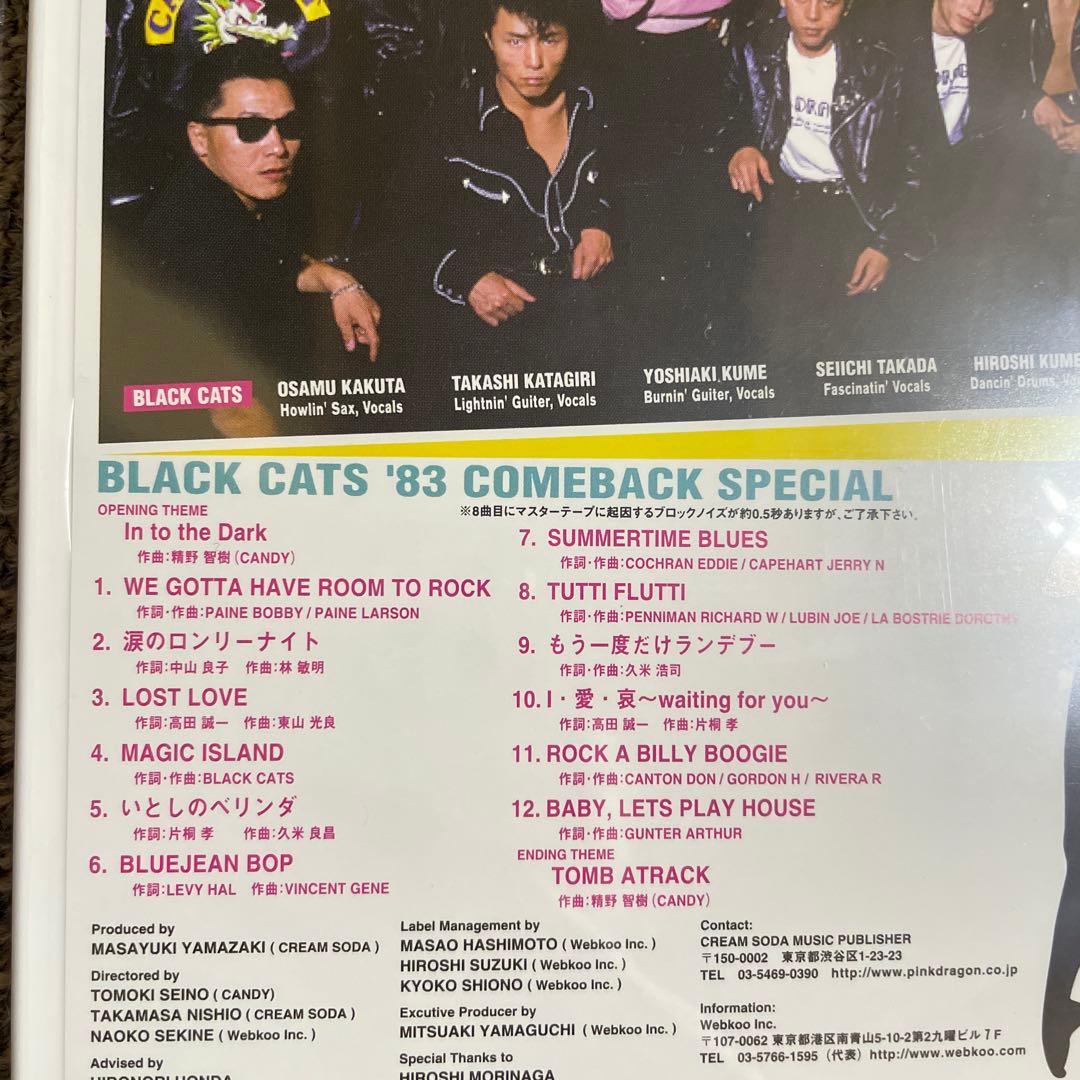 BLACK CATS
OSAMU KAKUTA
Howlin' Sax, Vocals
TAKASHI KATAGIRI
Lightnin' Guiter, Vocals
YOSHIAKI KUME
Burnin' Guiter, Vocals
SEIICHI TAKADA
Fascinatin' Vocals
HIROSHI KUME
Dancin' Drums,
BLACK CATS '83 COMEBACK SPECIAL
※8曲目にマスターテープに起因するブロックノイズが約0.5秒ありますが、ご了承下さい。
OPENING THEME
In to the Dark
作曲:精野 智樹(CANDY)
1. WE GOTTA HAVE ROOM TO ROCK
作詞・作曲:PAINE BOBBY / PAINE LARSON
2. 涙のロンリーナイト
作詞:中山 良子 作曲:林 敏明
3. LOST LOVE
作詞:高田 誠一 作曲:東山 光良
4. MAGIC ISLAND
作詞・作曲:BLACK CATS
5. いとしのベリンダ
作詞:片桐 孝 作曲:久米 良昌
6. BLUEJEAN BOP
作詞:LEVY HAL 作曲:VINCENT GENE
7. SUMMERTIME BLUES
作詞・作曲:COCHRAN EDDIE / CAPEHART JERRY N
8. TUTTI FLUTTI
作詞・作曲:PENNIMAN RICHARD W / LUBIN JOE / LA BOSTRIE DOROTHY
9. もう一度だけランデブー
作詞・作曲:久米 浩司
10. I・愛・哀〜waiting for you〜
作詞:高田 誠一 作曲:片桐 孝
11. ROCK A BILLY BOOGIE
作詞・作曲:CANTON DON / GORDON H / RIVERA R
12. BABY, LETS PLAY HOUSE
作詞・作曲:GUNTER ARTHUR
ENDING THEME
TOMB ATRACK
作曲:精野 智樹(CANDY)
Produced by
MASAYUKI YAMAZAKI ( CREAM SODA )
Directored by
TOMOKI SEINO ( CANDY)
TAKAMASA NISHIO ( CREAM SODA )
NAOKO SEKINE ( Webkoo Inc. )
Advised by
HIRONORI HONDA
Label Management by
MASAO HASHIMOTO ( Webkoo Inc. )
HIROSHI SUZUKI ( Webkoo Inc. )
KYOKO SHIONO ( Webkoo Inc. )
Excutive Producer by
MITSUAKI YAMAGUCHI ( Webkoo Inc. )
Special Thanks to
HIROSHI MORINAGA
Contact:
CREAM SODA MUSIC PUBLISHER
〒150-0002 東京都渋谷区1-23-23
TEL 03-5469-0390 http://www.pinkdragon.co.jp
Information:
Webkoo Inc.
〒107-0062 東京都港区南青山5-10-2第2九曜ビル7F
TEL 03-5766-1595(代表)http://www.webkoo.com